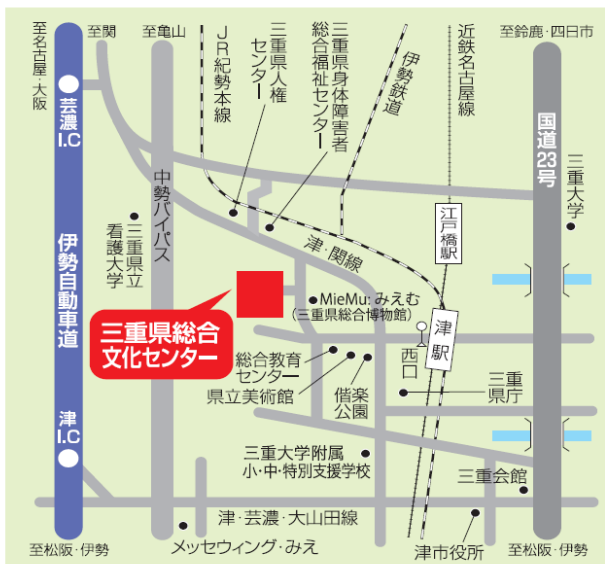 至名古屋・大阪
至関
至亀山
JR紀勢本線
三重県人権
センター
三重県身体障害者
総合福祉センター
伊勢鉄道
近鉄名古屋線
至鈴鹿・四日市
芸濃
I.C
中勢バイパス
国道23号
三重大学
三重県立
看護大学
江戸橋駅
伊勢自動車道
津・関線
MieMu:みえむ
(三重県総合博物館)
津駅
三重県総合
文化センター
西口
総合教育
センター
県立美術館
偕楽
公園
三重
県庁
津
I.C
三重大学附属
小・中・特別支援学校
三重会館
津・芸濃・大山田線
メッセウィング・みえ
津市役所
至松阪・伊勢
至松阪・伊勢